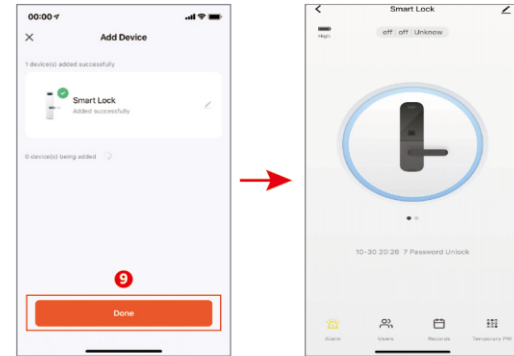 00:00
Add Device
1 device(s) added successfully
Smart Lock
Added successfully
0 device(s) being added
9
Done
Smart Lock
High
off off Unknow
10-30 20:28 7 Password Unlock
Alarm
Users
Records
Temporary PW